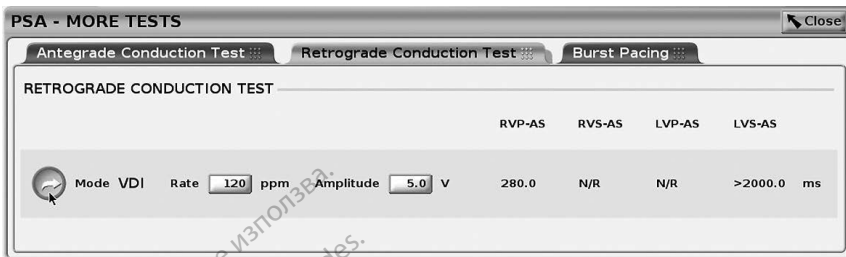 PSA - MORE TESTS
Close
Antegrade Conduction Test
Retrograde Conduction Test
Burst Pacing
RETROGRADE CONDUCTION TEST
RVP-AS RVS-AS LVP-AS LVS-AS
Mode VDI Rate 120 ppm Amplitude 5.0 V 280.0 N/R N/R >2000.0 ms
използва.